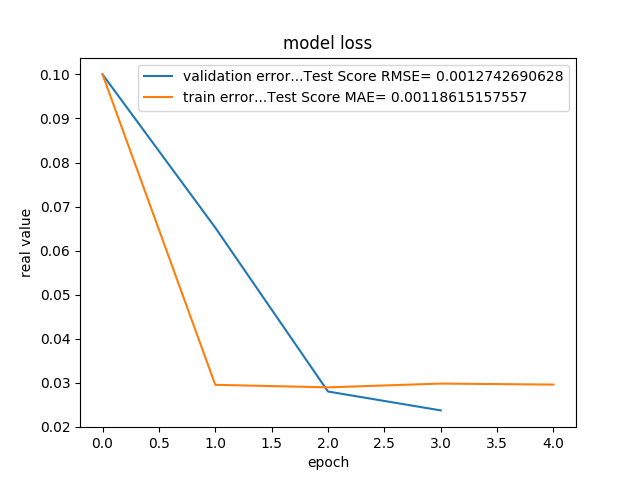 model loss
validation error...Test Score RMSE= 0.0012742690628
train error...Test Score MAE= 0.00118615157557
0.10
0.09
0.08
0.07
0.06
0.05
0.04
0.03
0.02
real value
0.0 0.5 1.0 1.5 2.0 2.5 3.0 3.5 4.0
epoch